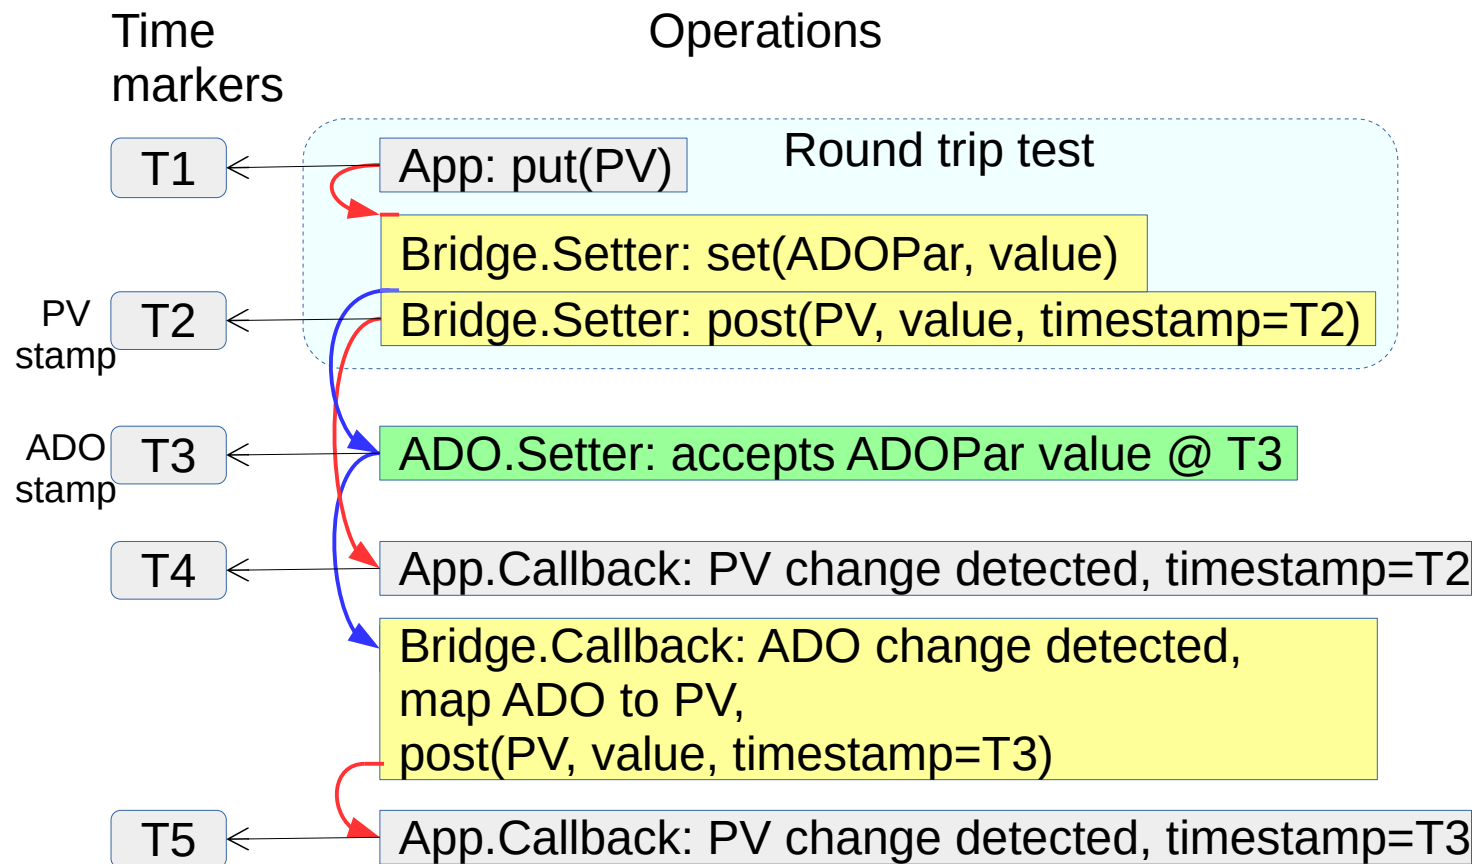 Time
markers
Operations
Round trip test
T1
App: put(PV)
Bridge.Setter: set(ADOPar, value)
PV
stamp
T2
Bridge.Setter: post(PV, value, timestamp=T2)
ADO
stamp
T3
ADO.Setter: accepts ADOPar value @ T3
T4
App.Callback: PV change detected, timestamp=T2
Bridge.Callback: ADO change detected,
map ADO to PV,
post(PV, value, timestamp=T3)
T5
App.Callback: PV change detected, timestamp=T3